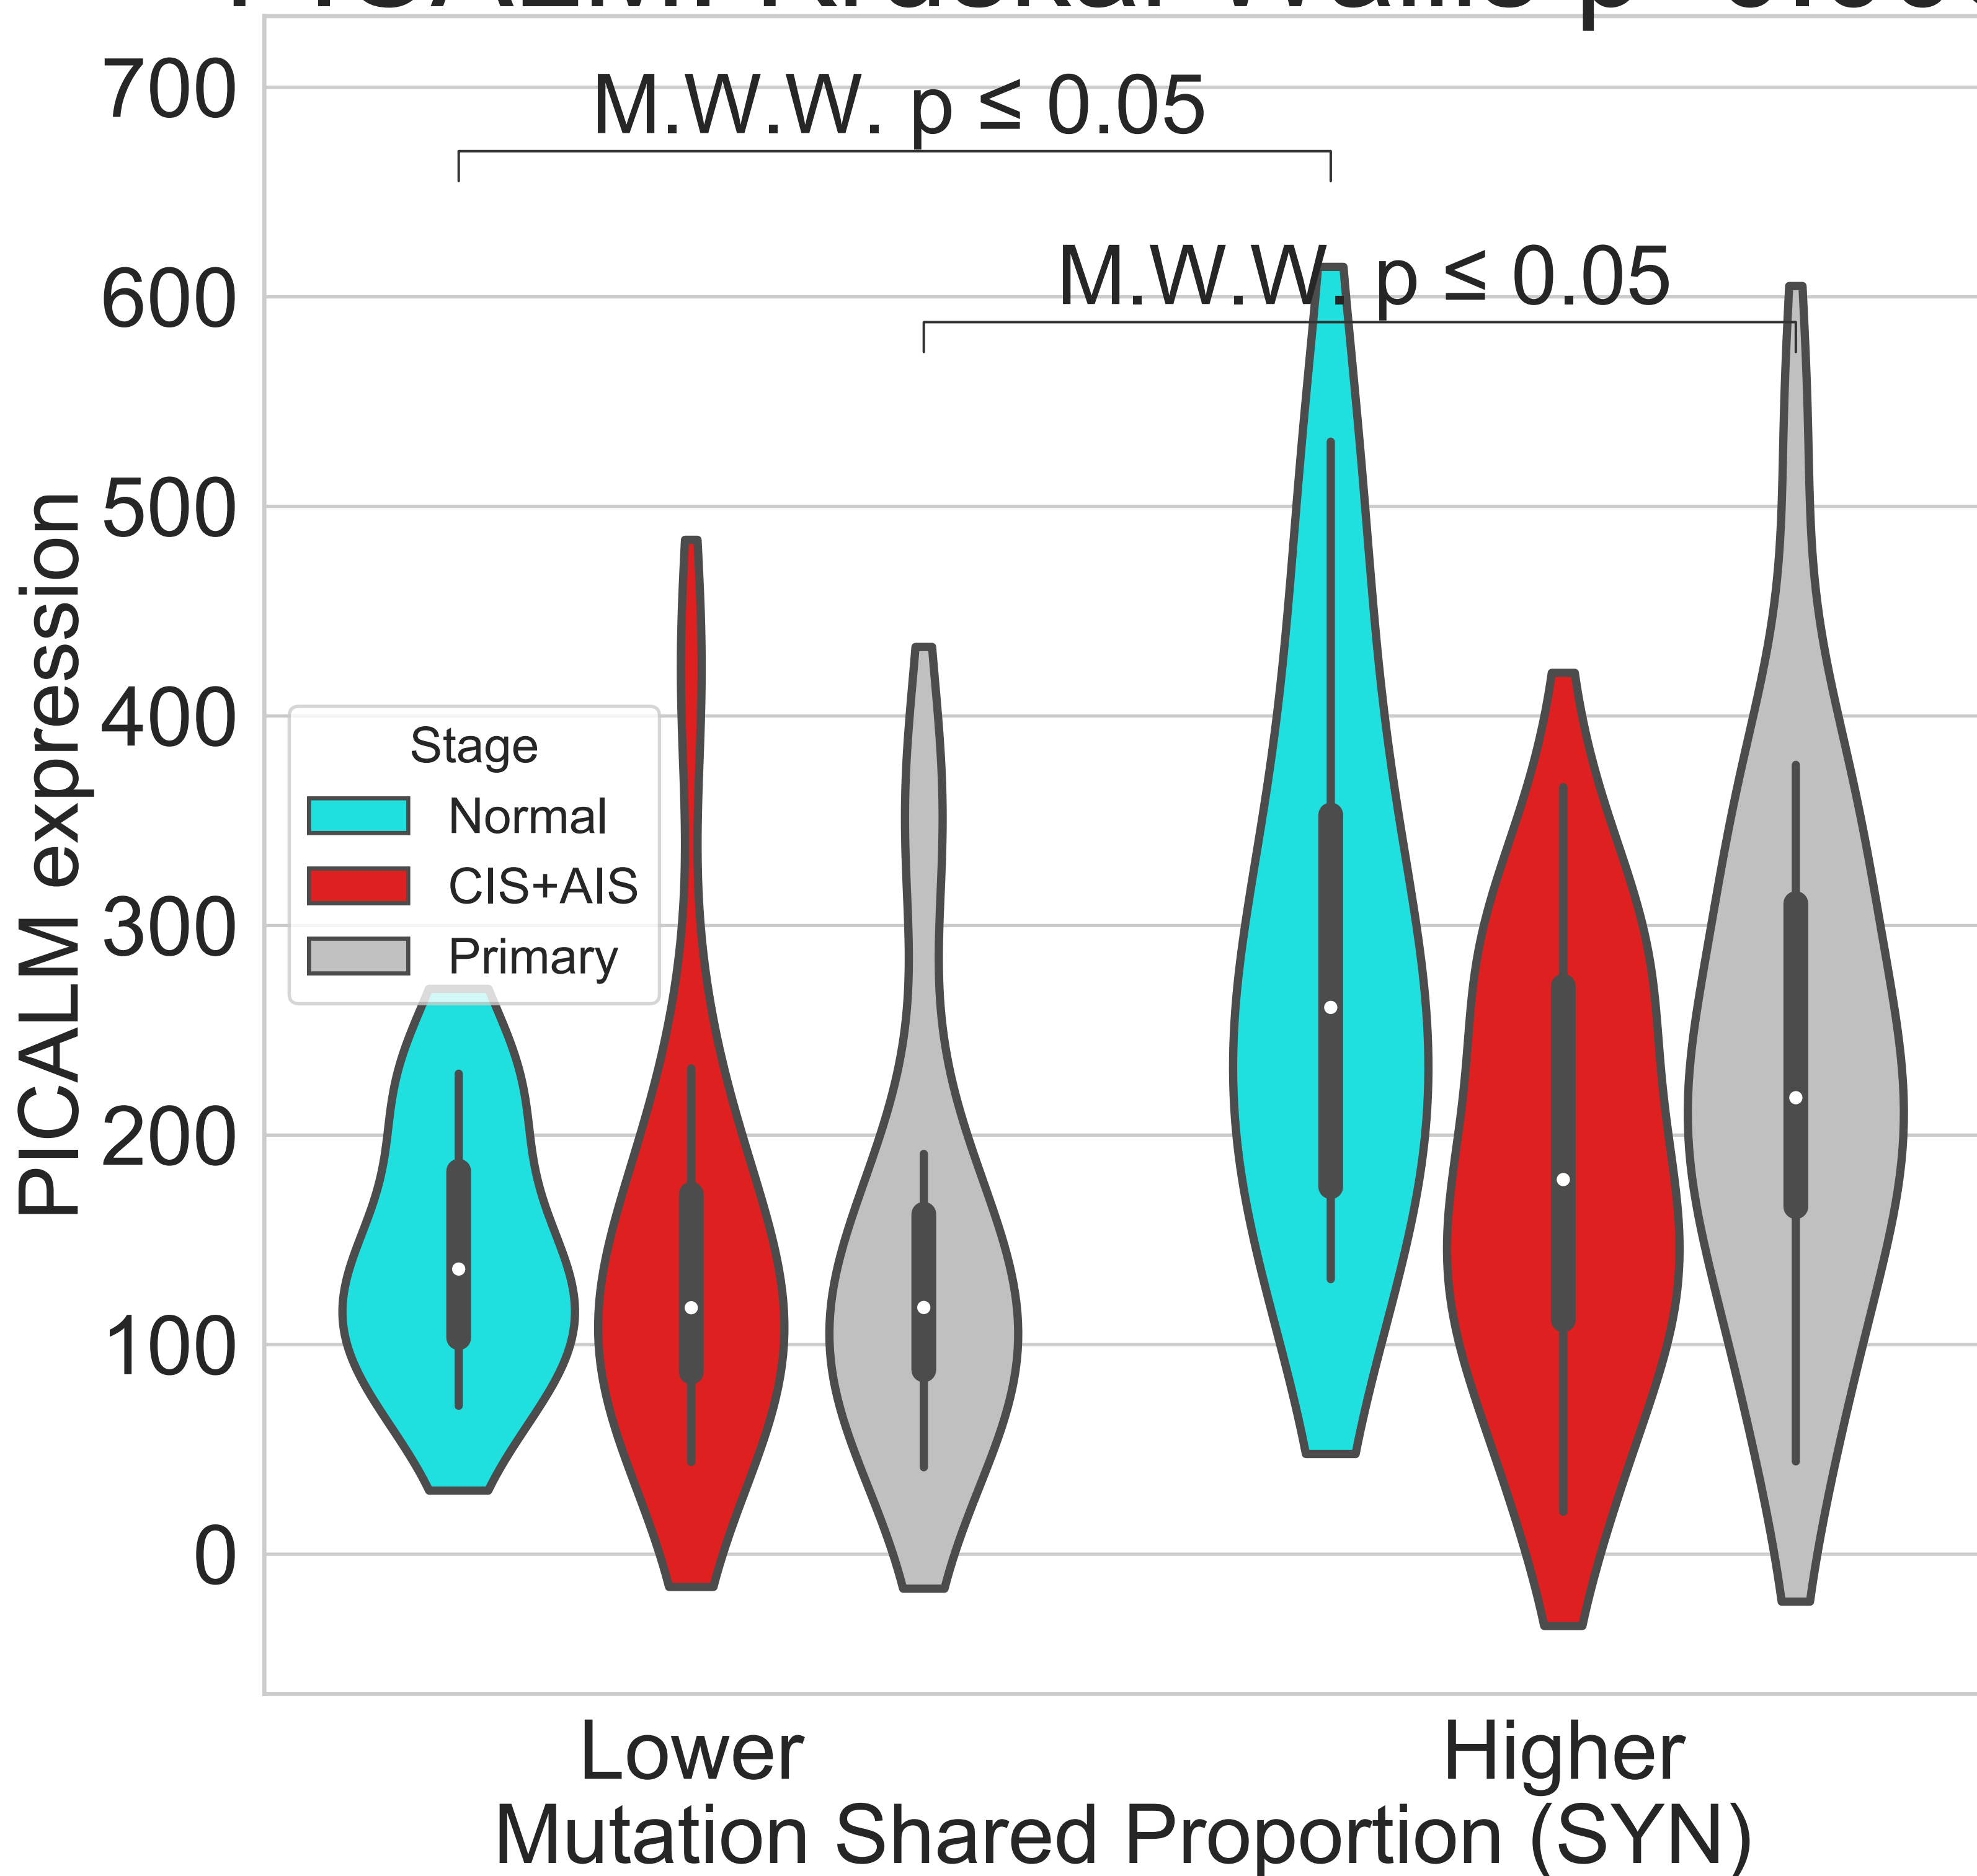 700
M.W.W. p ≤ 0.05
600
M.W.W. p ≤ 0.05
500
400
300
200
100
0
PICALM expression
Stage
Normal
CIS+AIS
Primary
Lower
Higher
Mutation Shared Proportion (SYN)